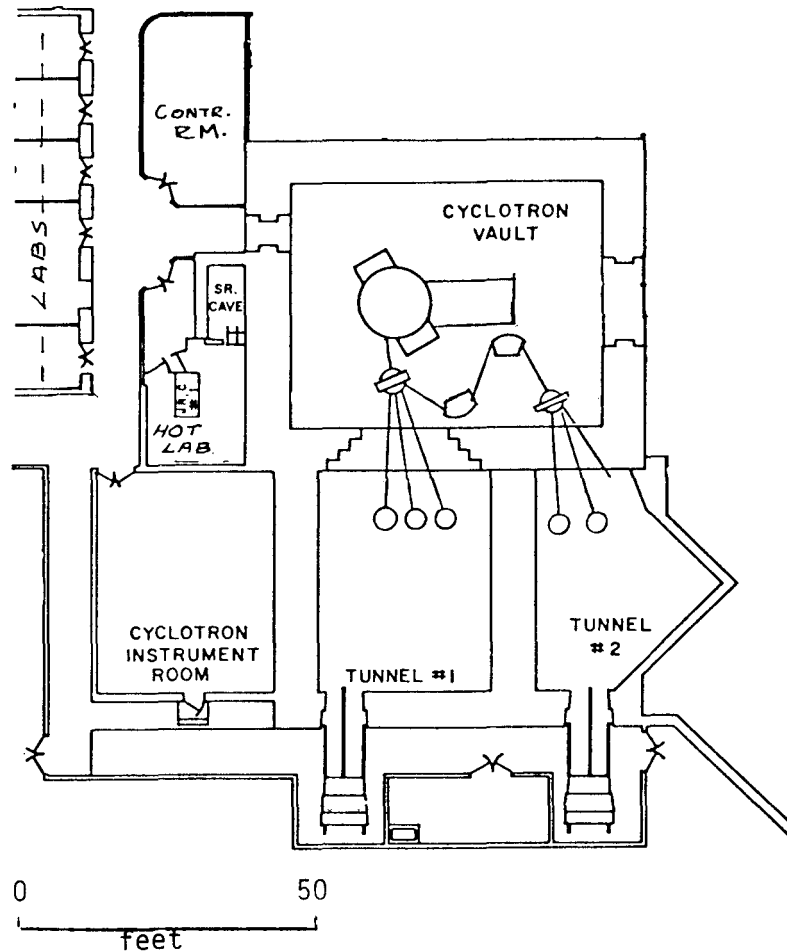 CONTR.
RM.
CYCLOTRON
VAULT
LABS
SR.
CAVE
HOT
LAB.
CYCLOTRON
INSTRUMENT
ROOM
TUNNEL #1
TUNNEL
#2
0 50
feet